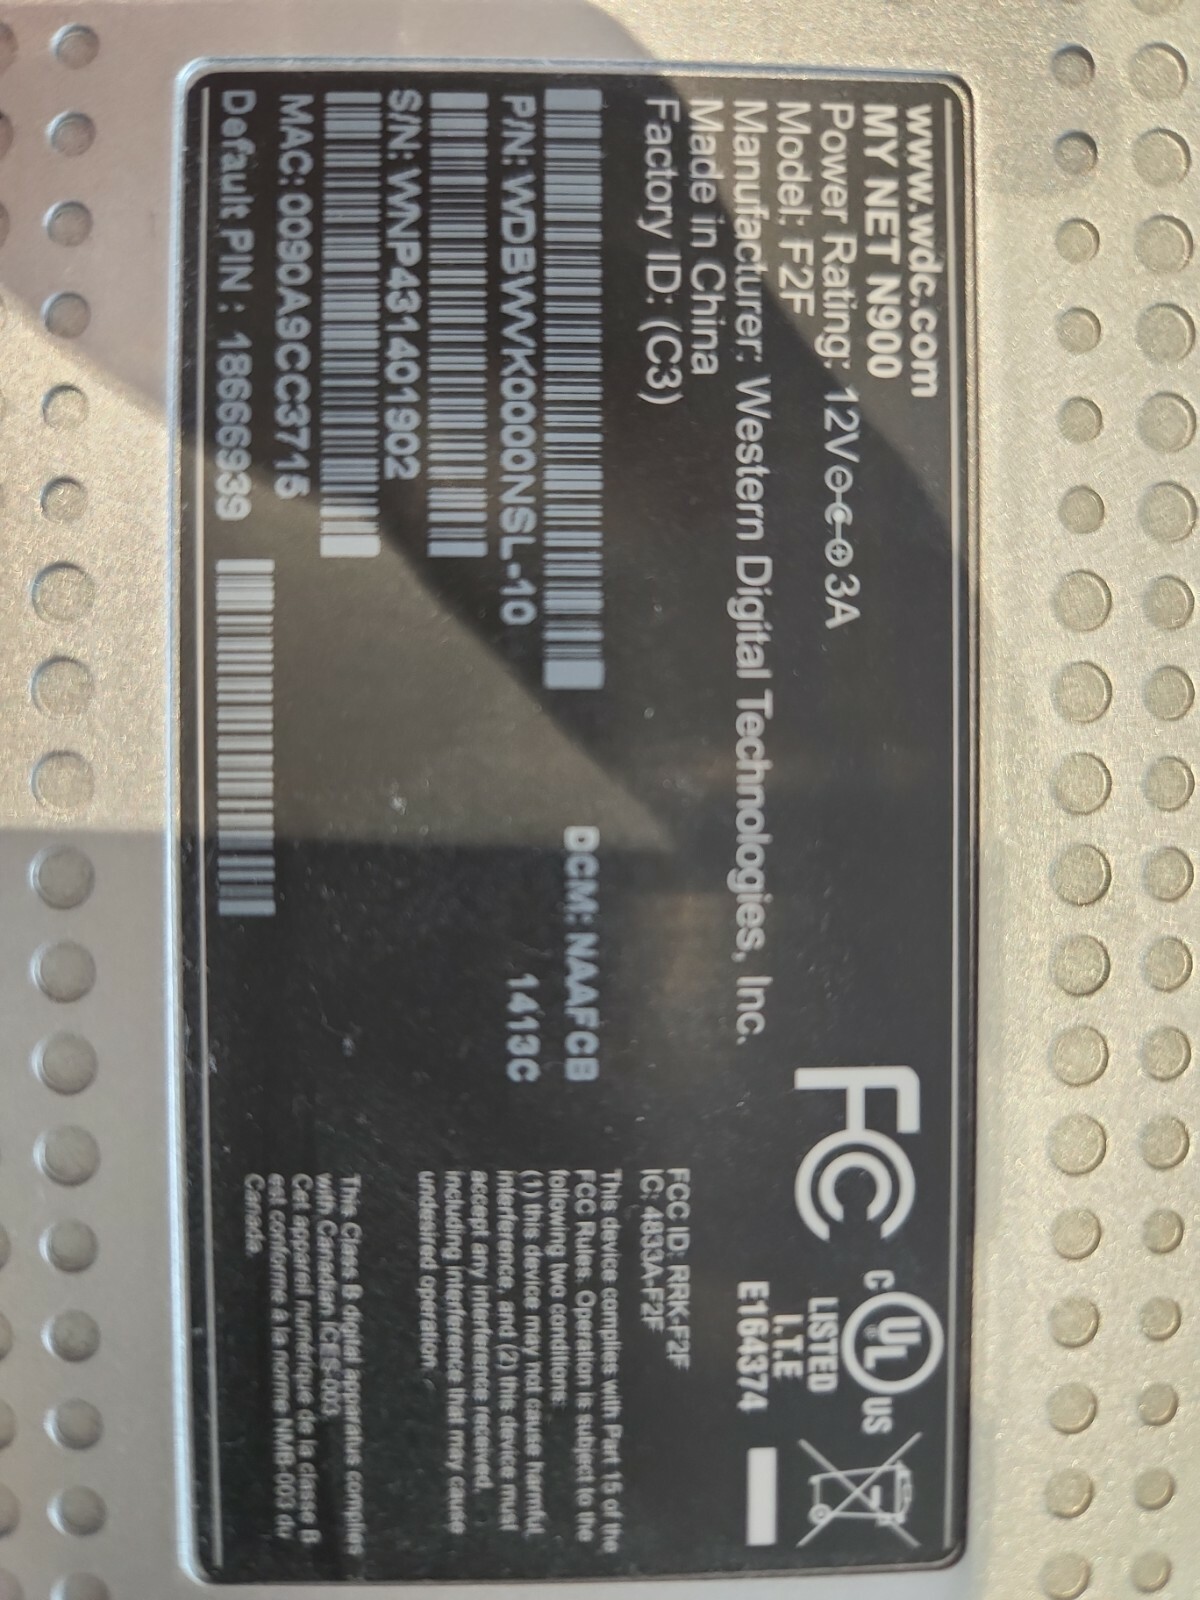 www.wdc.com
MY NET N900
Power Rating: 12V 3A
Model: F2F
Manufacturer: Western Digital Technologies, Inc.
Made in China
Factory ID: (C3)
DCM: NAAFCB
P/N: WDBWVK0000NSL-10
1413C
S/N: WNP431401902
MAC: 0090A9CC3715
Default PIN : 18666939
FC
c UL US
LISTED
I.T.E
E164374
FCC ID: RRK-F2F
IC: 4833A-F2F
This device complies with Part 15 of the
FCC Rules. Operation is subject to the
following two conditions:
(1) this device may not cause harmful
interference, and (2) this device must
accept any interference received,
including interference that may cause
undesired operation.
This Class B digital apparatus complies
with Canadian ICES-003.
Cet appareil numérique de la classe B
est conforme à la norme NMB-003 du
Canada.